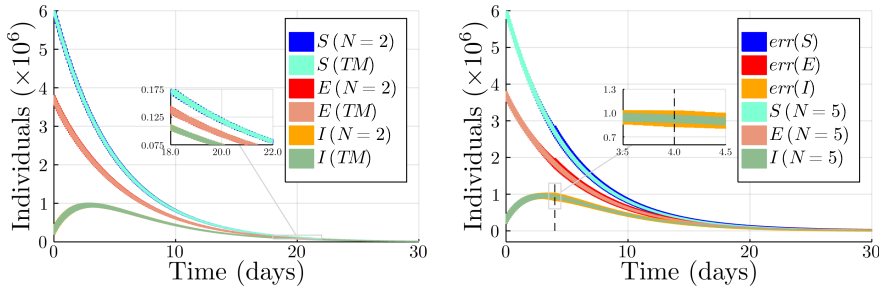 Individuals (×10⁶)
6
5
4
3
2
1
0
0
10
20
30
Time (days)
0.175
0.125
0.075
18.0
20.0
22.0
S (N = 2)
S (TM)
E (N = 2)
E (TM)
I (N = 2)
I (TM)
Individuals (×10⁶)
6
5
4
3
2
1
0
0
10
20
30
Time (days)
1.3
1.0
0.7
3.5
4.0
4.5
err(S)
err(E)
err(I)
S (N = 5)
E (N = 5)
I (N = 5)